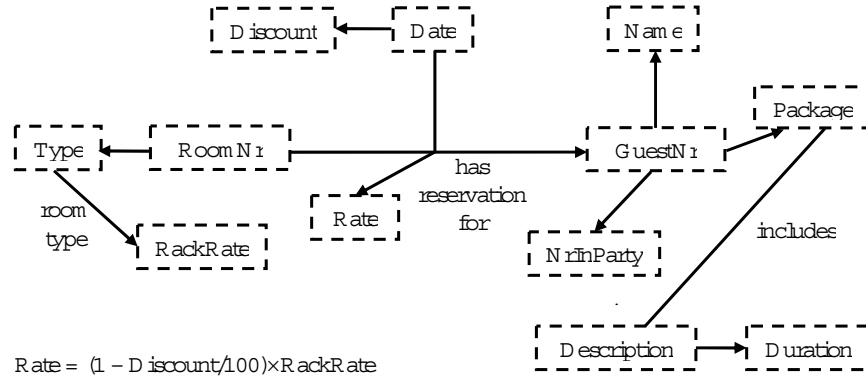 Discount
Date
Name
Package
Type
RoomNr
GuestNr
has
reservation
for
room
type
Rate
RackRate
NrInParty
includes
Description
Duration
Rate = (1 – Discount/100)×RackRate